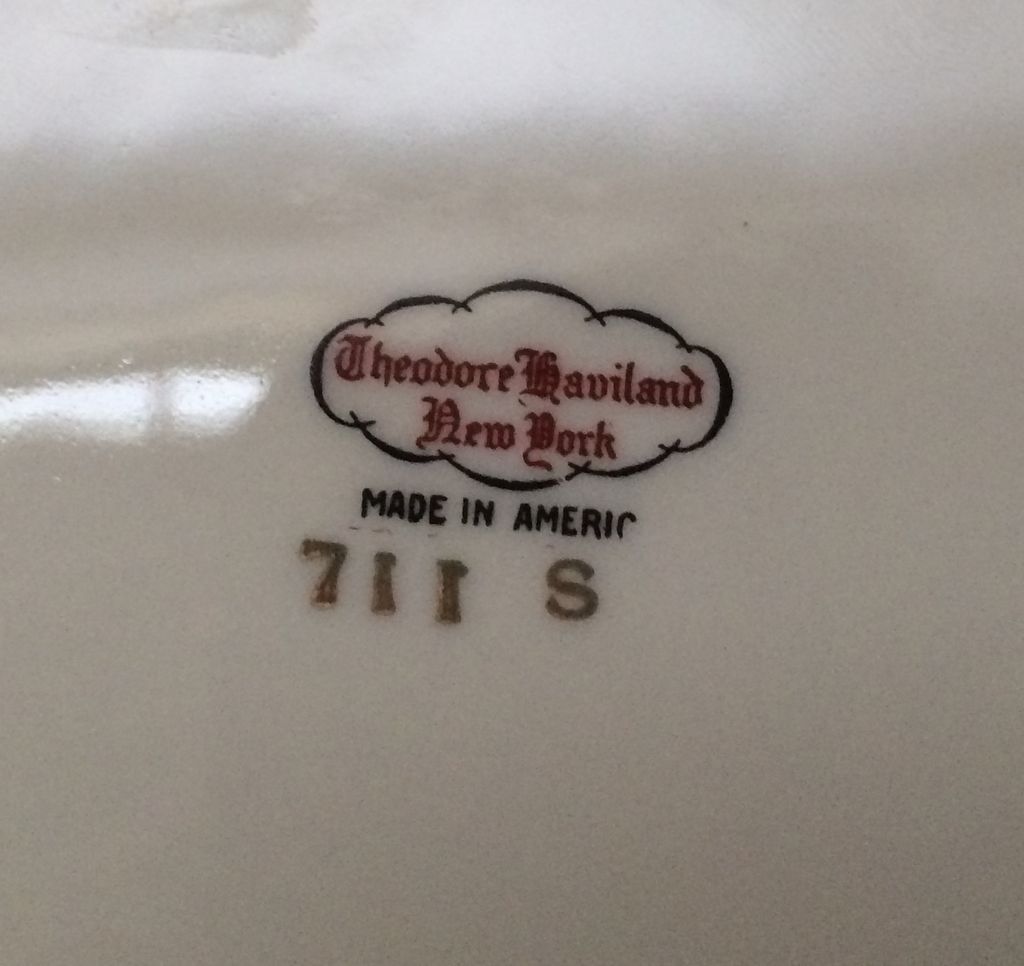 Theodore Haviland
New York
MADE IN AMERIC
711 S